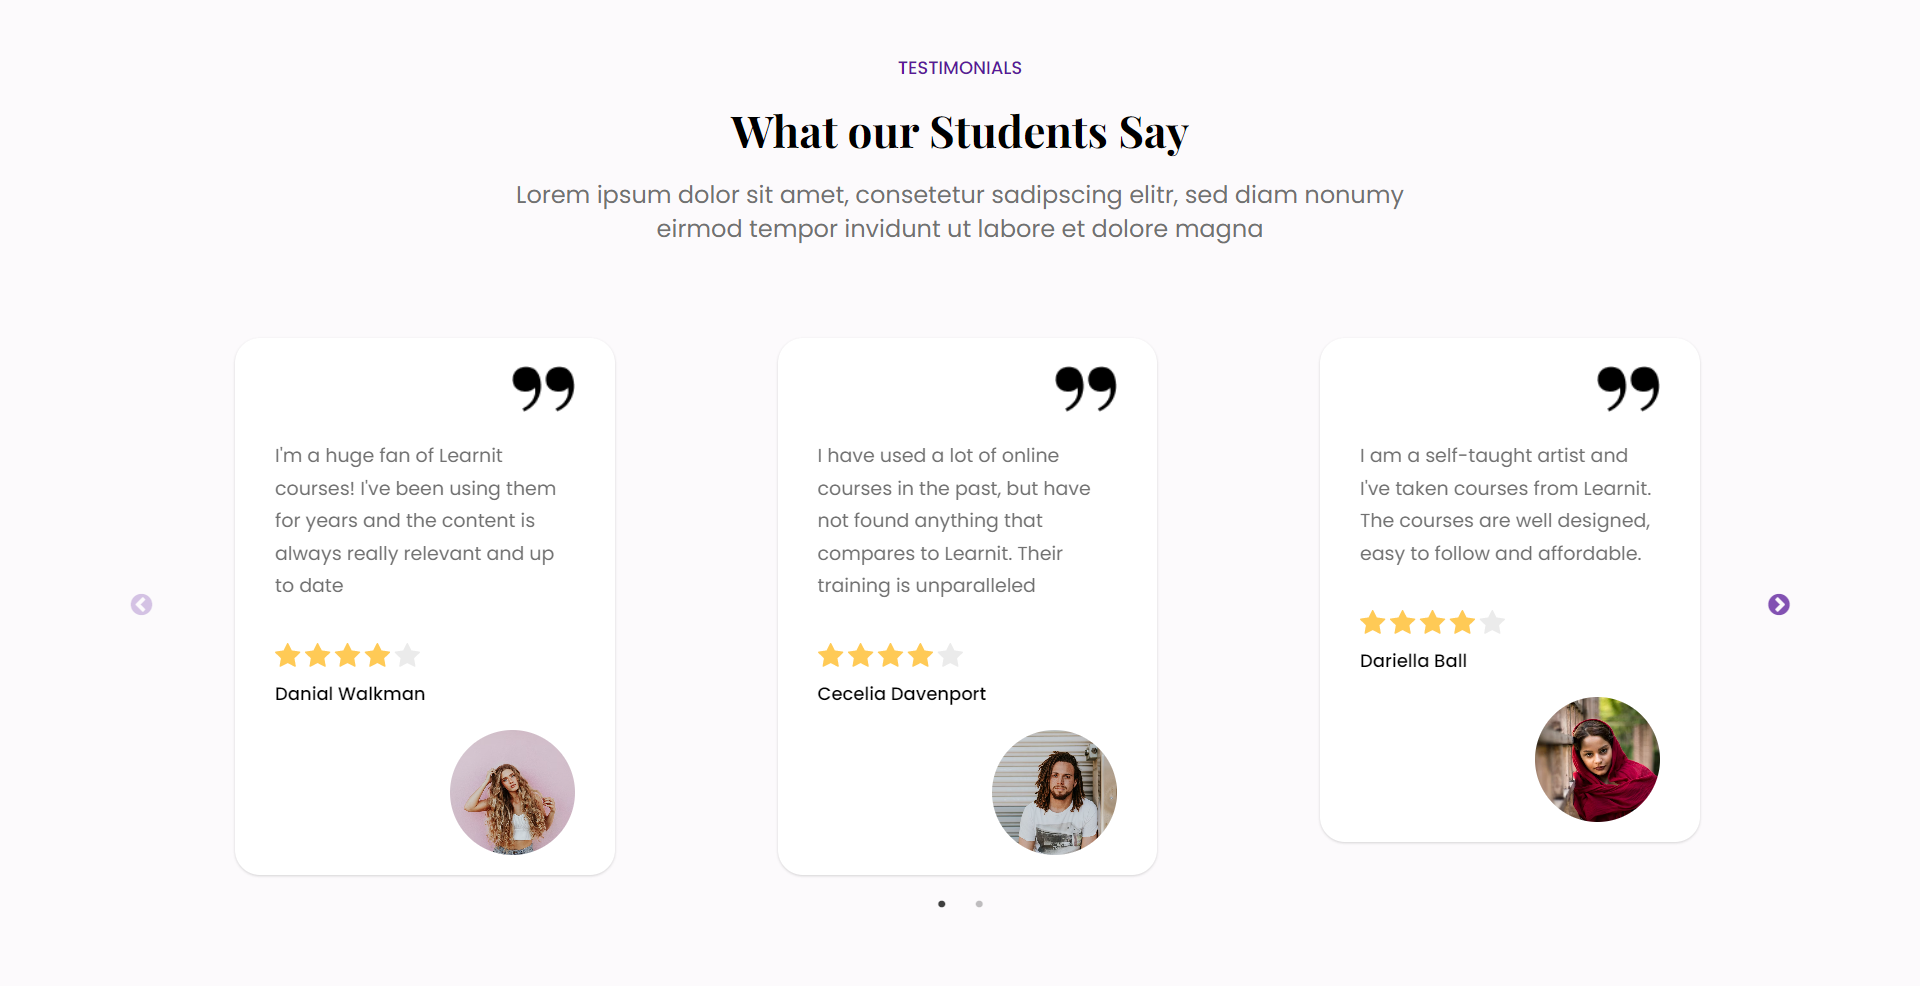 TESTIMONIALS
What our Students Say
Lorem ipsum dolor sit amet, consetetur sadipscing elitr, sed diam nonumy
eirmod tempor invidunt ut labore et dolore magna
”
I'm a huge fan of Learnit
courses! I've been using them
for years and the content is
always really relevant and up
to date
Danial Walkman
”
I have used a lot of online
courses in the past, but have
not found anything that
compares to Learnit. Their
training is unparalleled
Cecelia Davenport
”
I am a self-taught artist and
I've taken courses from Learnit.
The courses are well designed,
easy to follow and affordable.
Dariella Ball